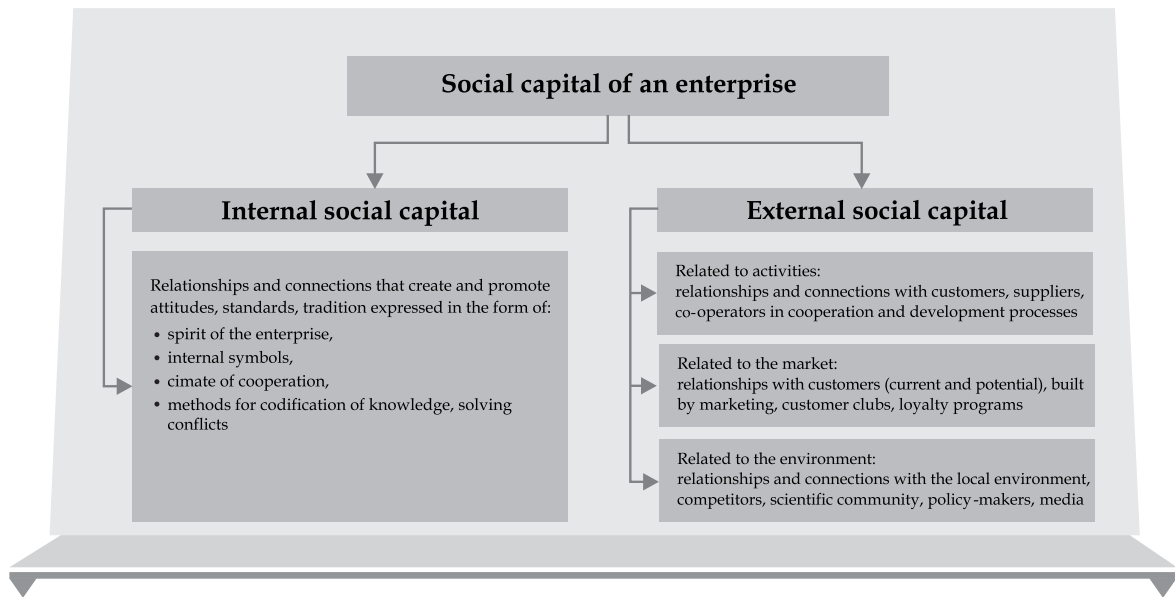 Social capital of an enterprise
Internal social capital
Relationships and connections that create and promote
attitudes, standards, tradition expressed in the form of:
• spirit of the enterprise,
• internal symbols,
• cimate of cooperation,
• methods for codification of knowledge, solving
conflicts
External social capital
Related to activities:
relationships and connections with customers, suppliers,
co-operators in cooperation and development processes
Related to the market:
relationships with customers (current and potential), built
by marketing, customer clubs, loyalty programs
Related to the environment:
relationships and connections with the local environment,
competitors, scientific community, policy-makers, media